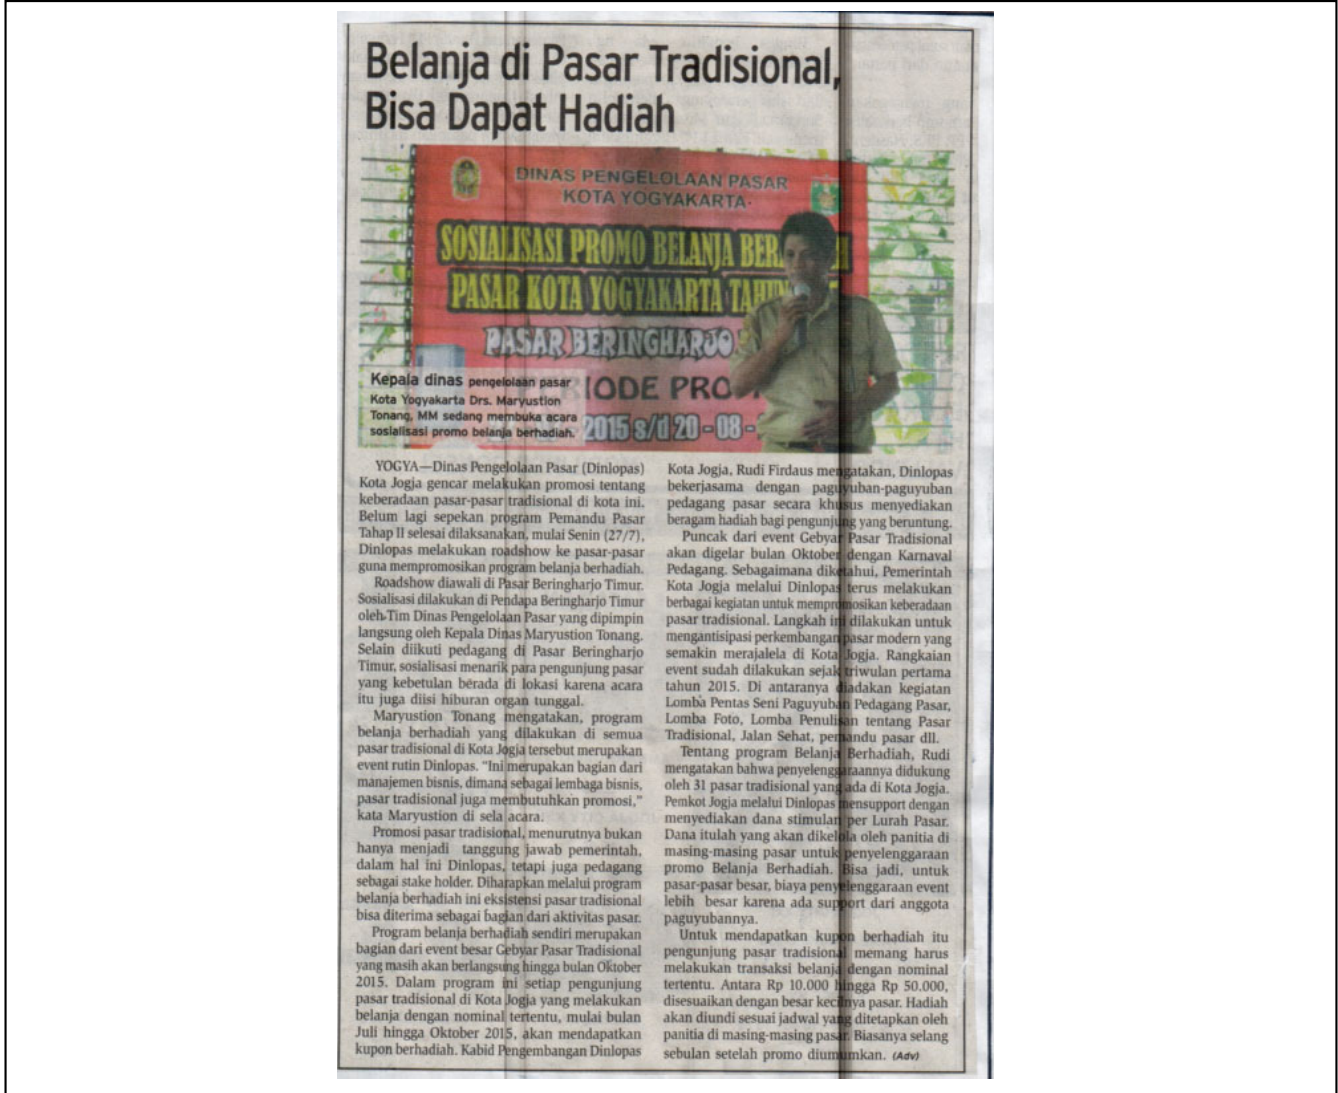 Belanja di Pasar Tradisional,
Bisa Dapat Hadiah
DINAS PENGELOLAAN PASAR
KOTA YOGYAKARTA
SOSIALISASI PROMO BELANJA
PASAR KOTA YOGYAKARTA
PASAR BERINGHARJO
2015 s/d 20 - 08 -
Kepala dinas pengelolaan pasar
Kota Yogyakarta Drs. Maryustion
Tonang, MM sedang membuka acara
sosialisasi promo belanja berhadiah.
YOGYA—Dinas Pengelolaan Pasar (Dinlopas)
Kota Jogja gencar melakukan promosi tentang
keberadaan pasar-pasar tradisional di kota ini.
Belum lagi sepekan program Pemandu Pasar
Tahap II selesai dilaksanakan, mulai Senin (27/7),
Dinlopas melakukan roadshow ke pasar-pasar
guna mempromosikan program belanja berhadiah.
Roadshow diawali di Pasar Beringharjo Timur.
Sosialisasi dilakukan di Pendapa Beringharjo Timur
oleh Tim Dinas Pengelolaan Pasar yang dipimpin
langsung oleh Kepala Dinas Maryustion Tonang.
Selain diikuti pedagang di Pasar Beringharjo
Timur, sosialisasi menarik para pengunjung pasar
yang kebetulan berada di lokasi karena acara
itu juga diisi hiburan organ tunggal.
Maryustion Tonang mengatakan, program
belanja berhadiah yang dilakukan di semua
pasar tradisional di Kota Jogja tersebut merupakan
event rutin Dinlopas. "Ini merupakan bagian dari
manajemen bisnis, dimana sebagai lembaga bisnis,
pasar tradisional juga membutuhkan promosi,"
kata Maryustion di sela acara.
Promosi pasar tradisional, menurutnya bukan
hanya menjadi tanggung jawab pemerintah,
dalam hal ini Dinlopas, tetapi juga pedagang
sebagai stake holder. Diharapkan melalui program
belanja berhadiah ini eksistensi pasar tradisional
bisa diterima sebagai bagian dari aktivitas pasar.
Program belanja berhadiah sendiri merupakan
bagian dari event besar Gebyar Pasar Tradisional
yang masih akan berlangsung hingga bulan Oktober
2015. Dalam program ini setiap pengunjung
pasar tradisional di Kota Jogja yang melakukan
belanja dengan nominal tertentu, mulai bulan
Juli hingga Oktober 2015, akan mendapatkan
kupon berhadiah. Kabid Pengembangan Dinlopas
Kota Jogja, Rudi Firdaus mengatakan, Dinlopas
bekerjasama dengan paguyuban-paguyuban
pedagang pasar secara khusus menyediakan
beragam hadiah bagi pengunjung yang beruntung.
Puncak dari event Gebyar Pasar Tradisional
akan digelar bulan Oktober dengan Karnaval
Pedagang. Sebagaimana diketahui, Pemerintah
Kota Jogja melalui Dinlopas terus melakukan
berbagai kegiatan untuk mempromosikan keberadaan
pasar tradisional. Langkah ini dilakukan untuk
mengantisipasi perkembangan pasar modern yang
semakin merajalela di Kota Jogja. Rangkaian
event sudah dilakukan sejak triwulan pertama
tahun 2015. Di antaranya diadakan kegiatan
Lomba Pentas Seni Paguyuban Pedagang Pasar,
Lomba Foto, Lomba Penulisan tentang Pasar
Tradisional, Jalan Sehat, pemandu pasar dll.
Tentang program Belanja Berhadiah, Rudi
mengatakan bahwa penyelenggaraannya didukung
oleh 31 pasar tradisional yang ada di Kota Jogja.
Pemkot Jogja melalui Dinlopas mensupport dengan
menyediakan dana stimulan per Lurah Pasar.
Dana itulah yang akan dikelola oleh panitia di
masing-masing pasar untuk penyelenggaraan
promo Belanja Berhadiah. Bisa jadi, untuk
pasar-pasar besar, biaya penyelenggaraan event
lebih besar karena ada support dari anggota
paguyubannya.
Untuk mendapatkan kupon berhadiah itu
pengunjung pasar tradisional memang harus
melakukan transaksi belanja dengan nominal
tertentu. Antara Rp 10.000 hingga Rp 50.000,
disesuaikan dengan besar kecilnya pasar. Hadiah
akan diundi sesuai jadwal yang ditetapkan oleh
panitia di masing-masing pasar. Biasanya selang
sebulan setelah promo diumumkan. (Adv)